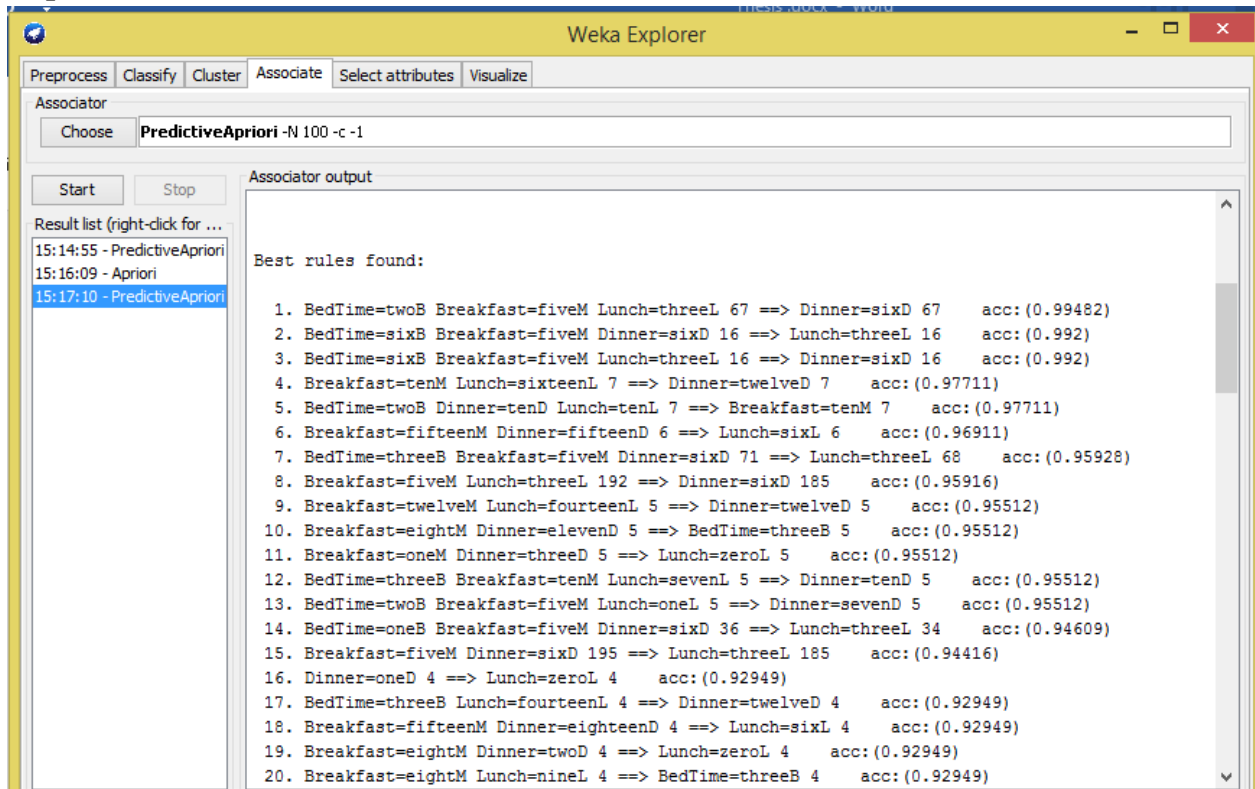 Thesis .docx - Word
Weka Explorer
Preprocess Classify Cluster Associate Select attributes Visualize
Associator
Choose PredictiveApriori -N 100 -c -1
Start Stop
Associator output
Result list (right-click for ...
15:14:55 - PredictiveApriori
15:16:09 - Apriori
15:17:10 - PredictiveApriori
Best rules found:
1. BedTime=twoB Breakfast=fiveM Lunch=threeL 67 ==> Dinner=sixD 67 acc:(0.99482)
2. BedTime=sixB Breakfast=fiveM Dinner=sixD 16 ==> Lunch=threeL 16 acc:(0.992)
3. BedTime=sixB Breakfast=fiveM Lunch=threeL 16 ==> Dinner=sixD 16 acc:(0.992)
4. Breakfast=tenM Lunch=sixteenL 7 ==> Dinner=twelveD 7 acc:(0.97711)
5. BedTime=twoB Dinner=tenD Lunch=tenL 7 ==> Breakfast=tenM 7 acc:(0.97711)
6. Breakfast=fifteenM Dinner=fifteenD 6 ==> Lunch=sixL 6 acc:(0.96911)
7. BedTime=threeB Breakfast=fiveM Dinner=sixD 71 ==> Lunch=threeL 68 acc:(0.95928)
8. Breakfast=fiveM Lunch=threeL 192 ==> Dinner=sixD 185 acc:(0.95916)
9. Breakfast=twelveM Lunch=fourteenL 5 ==> Dinner=twelveD 5 acc:(0.95512)
10. Breakfast=eightM Dinner=elevenD 5 ==> BedTime=threeB 5 acc:(0.95512)
11. Breakfast=oneM Dinner=threeD 5 ==> Lunch=zeroL 5 acc:(0.95512)
12. BedTime=threeB Breakfast=tenM Lunch=sevenL 5 ==> Dinner=tenD 5 acc:(0.95512)
13. BedTime=twoB Breakfast=fiveM Lunch=oneL 5 ==> Dinner=sevenD 5 acc:(0.95512)
14. BedTime=oneB Breakfast=fiveM Dinner=sixD 36 ==> Lunch=threeL 34 acc:(0.94609)
15. Breakfast=fiveM Dinner=sixD 195 ==> Lunch=threeL 185 acc:(0.94416)
16. Dinner=oneD 4 ==> Lunch=zeroL 4 acc:(0.92949)
17. BedTime=threeB Lunch=fourteenL 4 ==> Dinner=twelveD 4 acc:(0.92949)
18. Breakfast=fifteenM Dinner=eighteenD 4 ==> Lunch=sixL 4 acc:(0.92949)
19. Breakfast=eightM Dinner=twoD 4 ==> Lunch=zeroL 4 acc:(0.92949)
20. Breakfast=eightM Lunch=nineL 4 ==> BedTime=threeB 4 acc:(0.92949)